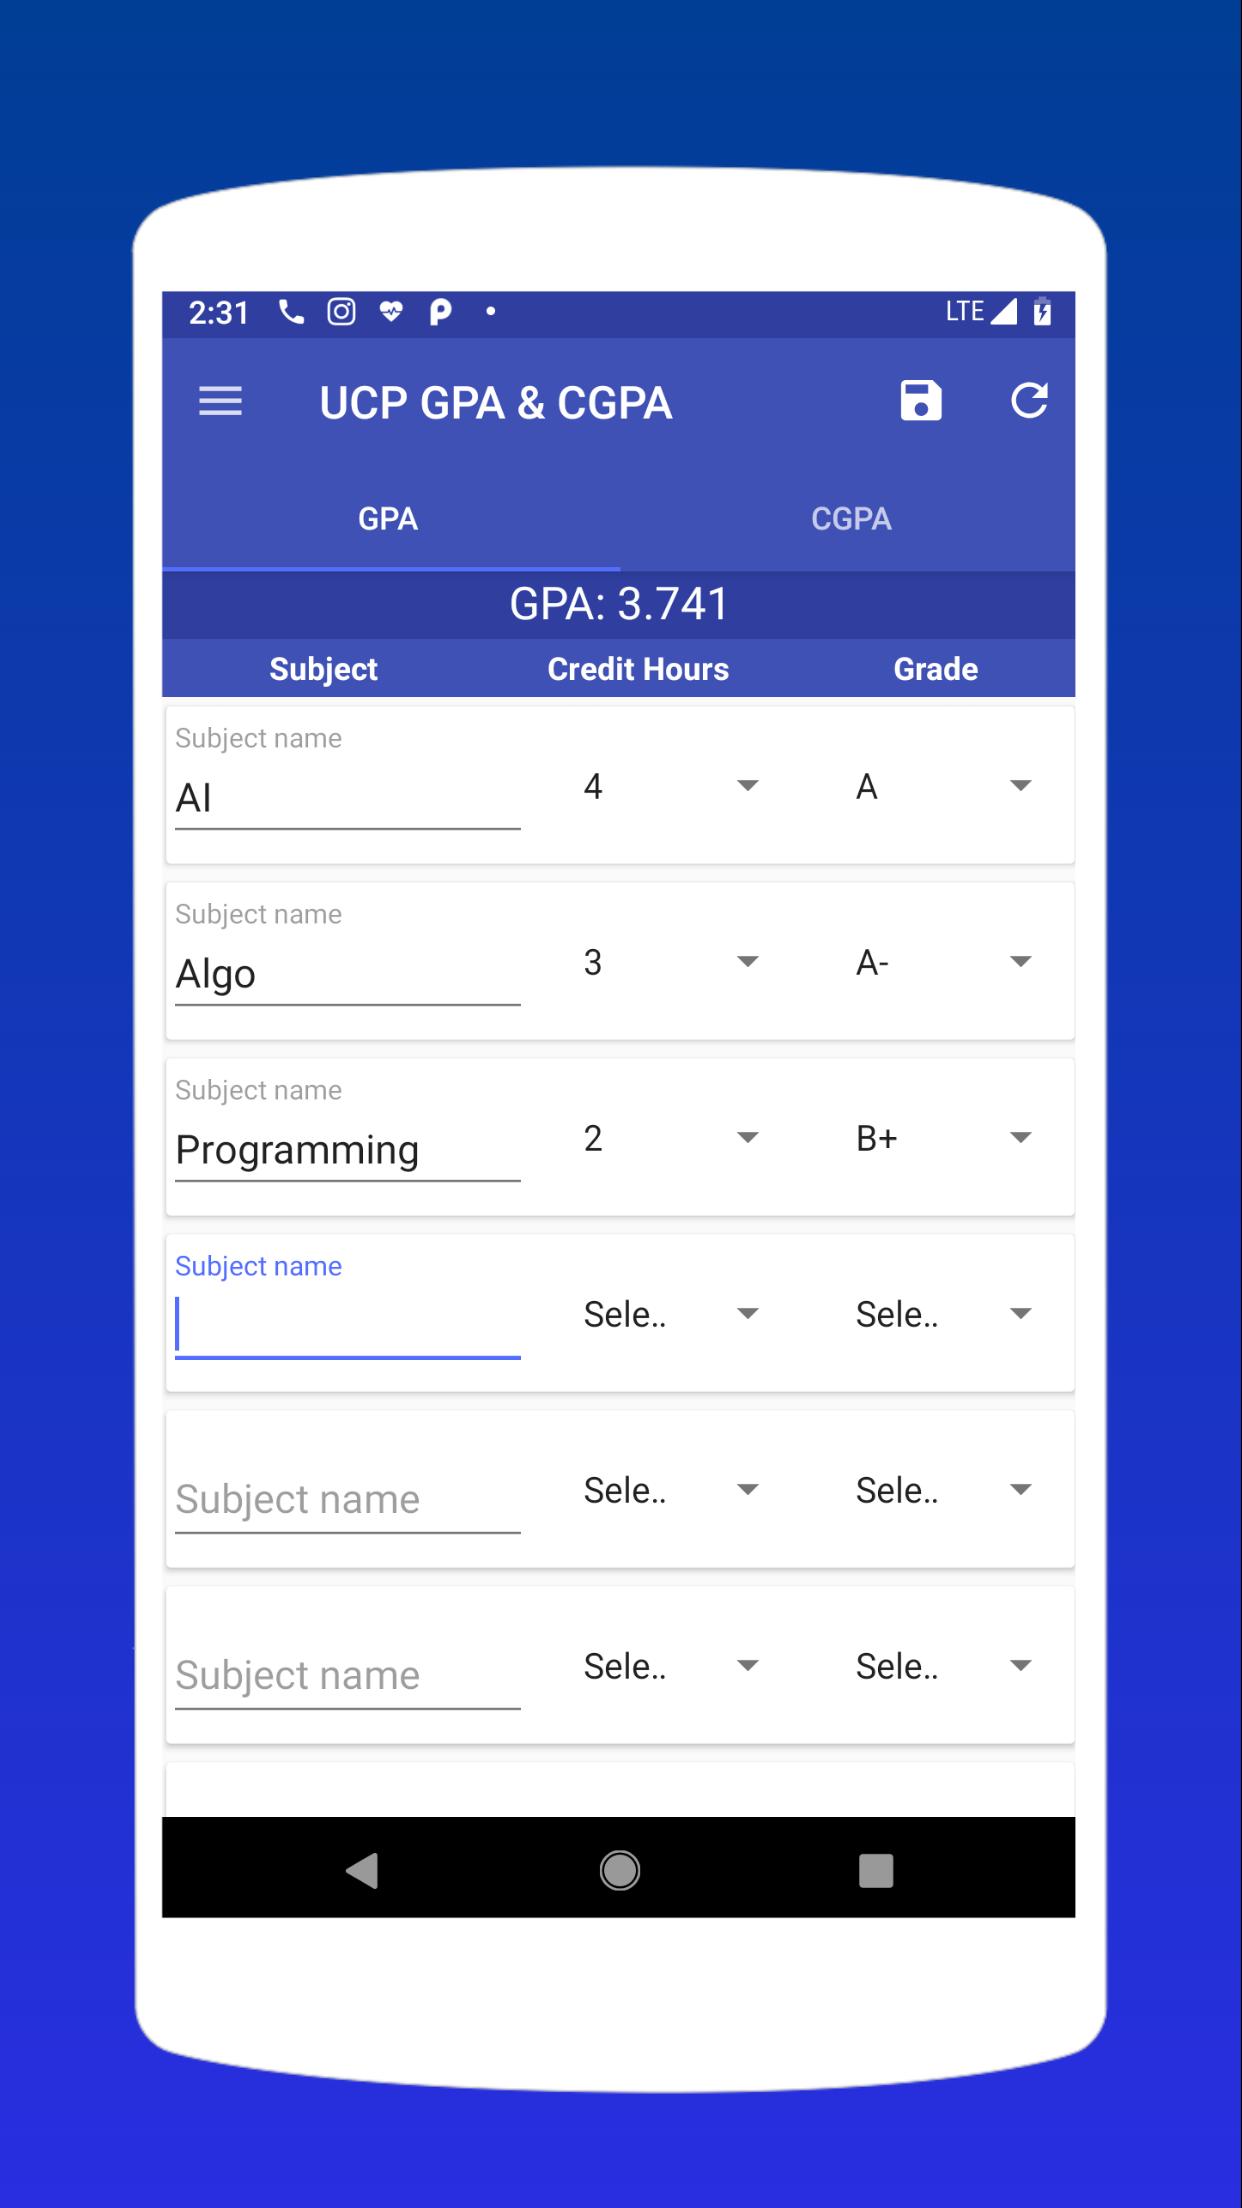 2:31 LTE
UCP GPA & CGPA
GPA CGPA
GPA: 3.741
Subject Credit Hours Grade
Subject name
AI 4 A
Subject name
Algo 3 A-
Subject name
Programming 2 B+
Subject name
Sele.. Sele..
Subject name Sele.. Sele..
Subject name Sele.. Sele..